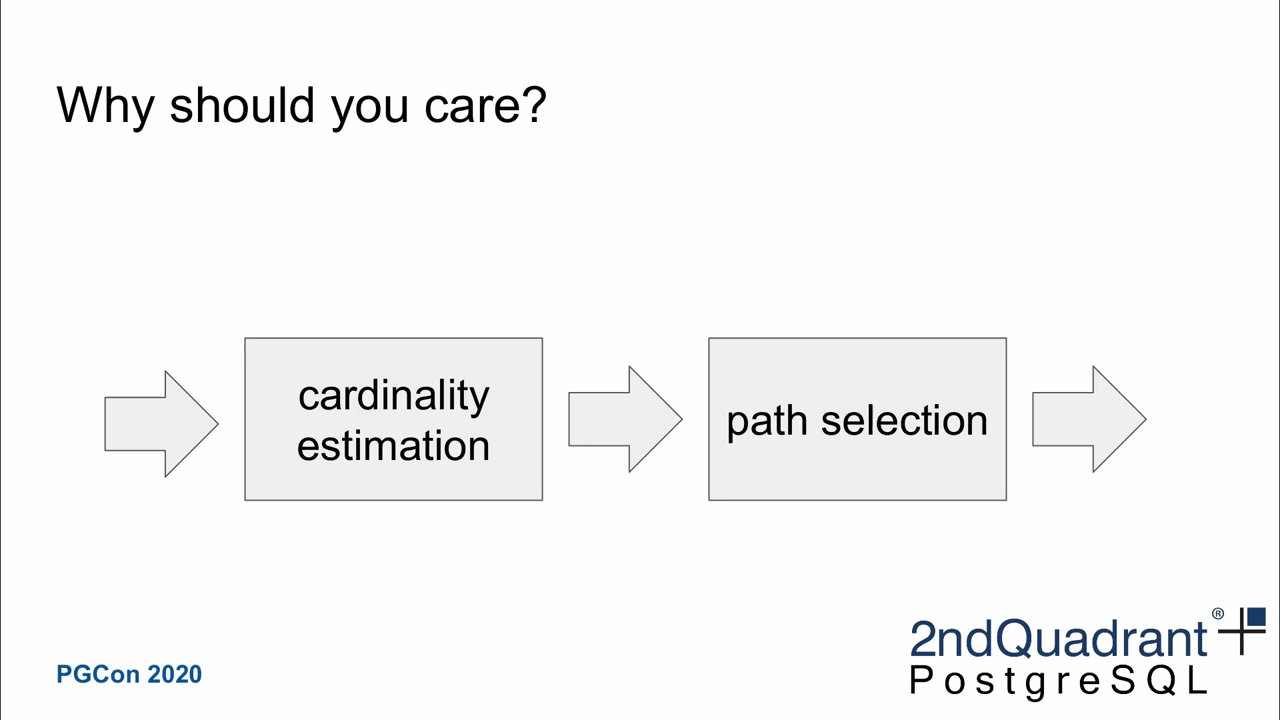 Why should you care?
cardinality
estimation
path selection
PGCon 2020
2ndQuadrant®
PostgreSQL